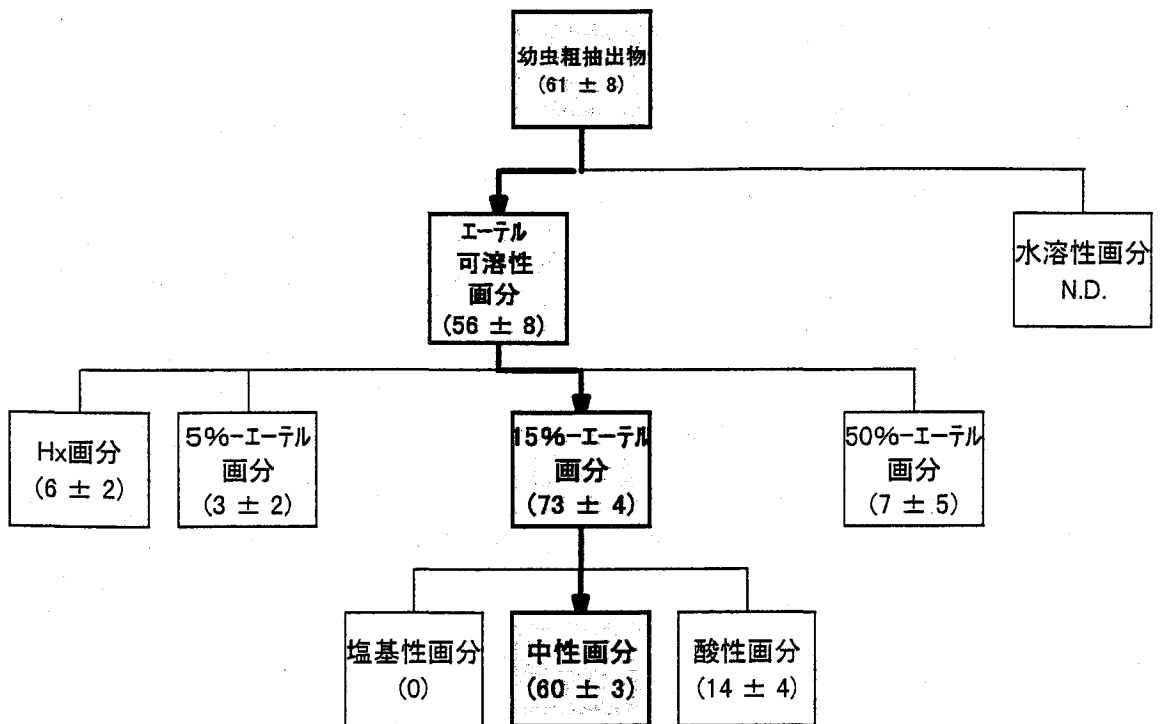 幼虫粗抽出物
(61 ± 8)
エーテル
可溶性
画分
(56 ± 8)
水溶性画分
N.D.
Hx画分
(6 ± 2)
5%-エーテル
画分
(3 ± 2)
15%-エーテル
画分
(73 ± 4)
50%-エーテル
画分
(7 ± 5)
塩基性画分
(0)
中性画分
(60 ± 3)
酸性画分
(14 ± 4)